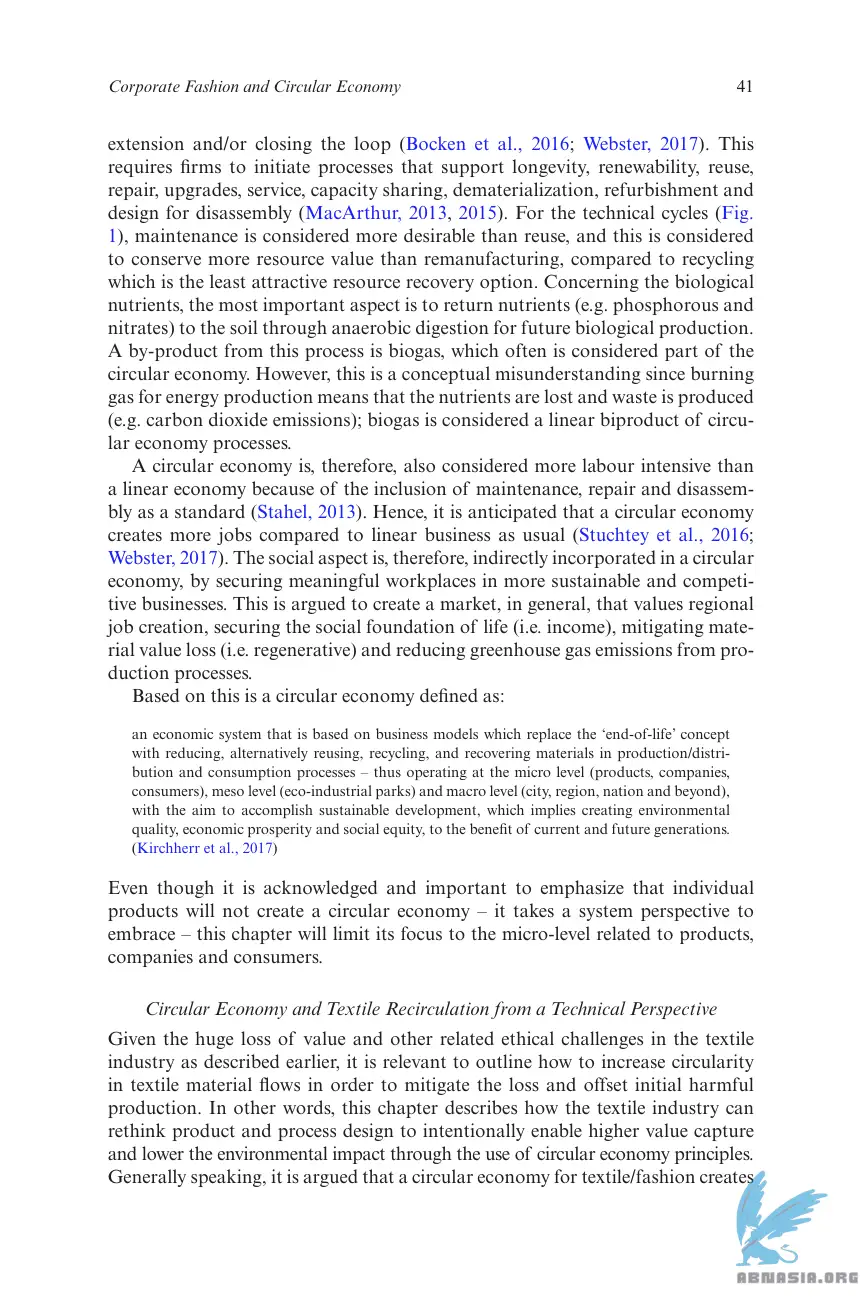 Corporate Fashion and Circular Economy 41
extension and/or closing the loop (Bocken et al., 2016; Webster, 2017). This
requires firms to initiate processes that support longevity, renewability, reuse,
repair, upgrades, service, capacity sharing, dematerialization, refurbishment and
design for disassembly (MacArthur, 2013, 2015). For the technical cycles (Fig.
1), maintenance is considered more desirable than reuse, and this is considered
to conserve more resource value than remanufacturing, compared to recycling
which is the least attractive resource recovery option. Concerning the biological
nutrients, the most important aspect is to return nutrients (e.g. phosphorous and
nitrates) to the soil through anaerobic digestion for future biological production.
A by-product from this process is biogas, which often is considered part of the
circular economy. However, this is a conceptual misunderstanding since burning
gas for energy production means that the nutrients are lost and waste is produced
(e.g. carbon dioxide emissions); biogas is considered a linear biproduct of circu-
lar economy processes.
A circular economy is, therefore, also considered more labour intensive than
a linear economy because of the inclusion of maintenance, repair and disassem-
bly as a standard (Stahel, 2013). Hence, it is anticipated that a circular economy
creates more jobs compared to linear business as usual (Stuchtey et al., 2016;
Webster, 2017). The social aspect is, therefore, indirectly incorporated in a circular
economy, by securing meaningful workplaces in more sustainable and competi-
tive businesses. This is argued to create a market, in general, that values regional
job creation, securing the social foundation of life (i.e. income), mitigating mate-
rial value loss (i.e. regenerative) and reducing greenhouse gas emissions from pro-
duction processes.
Based on this is a circular economy defined as:
an economic system that is based on business models which replace the ‘end-of-life’ concept
with reducing, alternatively reusing, recycling, and recovering materials in production/distri-
bution and consumption processes – thus operating at the micro level (products, companies,
consumers), meso level (eco-industrial parks) and macro level (city, region, nation and beyond),
with the aim to accomplish sustainable development, which implies creating environmental
quality, economic prosperity and social equity, to the benefit of current and future generations.
(Kirchherr et al., 2017)
Even though it is acknowledged and important to emphasize that individual
products will not create a circular economy – it takes a system perspective to
embrace – this chapter will limit its focus to the micro-level related to products,
companies and consumers.
Circular Economy and Textile Recirculation from a Technical Perspective
Given the huge loss of value and other related ethical challenges in the textile
industry as described earlier, it is relevant to outline how to increase circularity
in textile material flows in order to mitigate the loss and offset initial harmful
production. In other words, this chapter describes how the textile industry can
rethink product and process design to intentionally enable higher value capture
and lower the environmental impact through the use of circular economy principles.
Generally speaking, it is argued that a circular economy for textile/fashion creates
ABNASIA.ORG